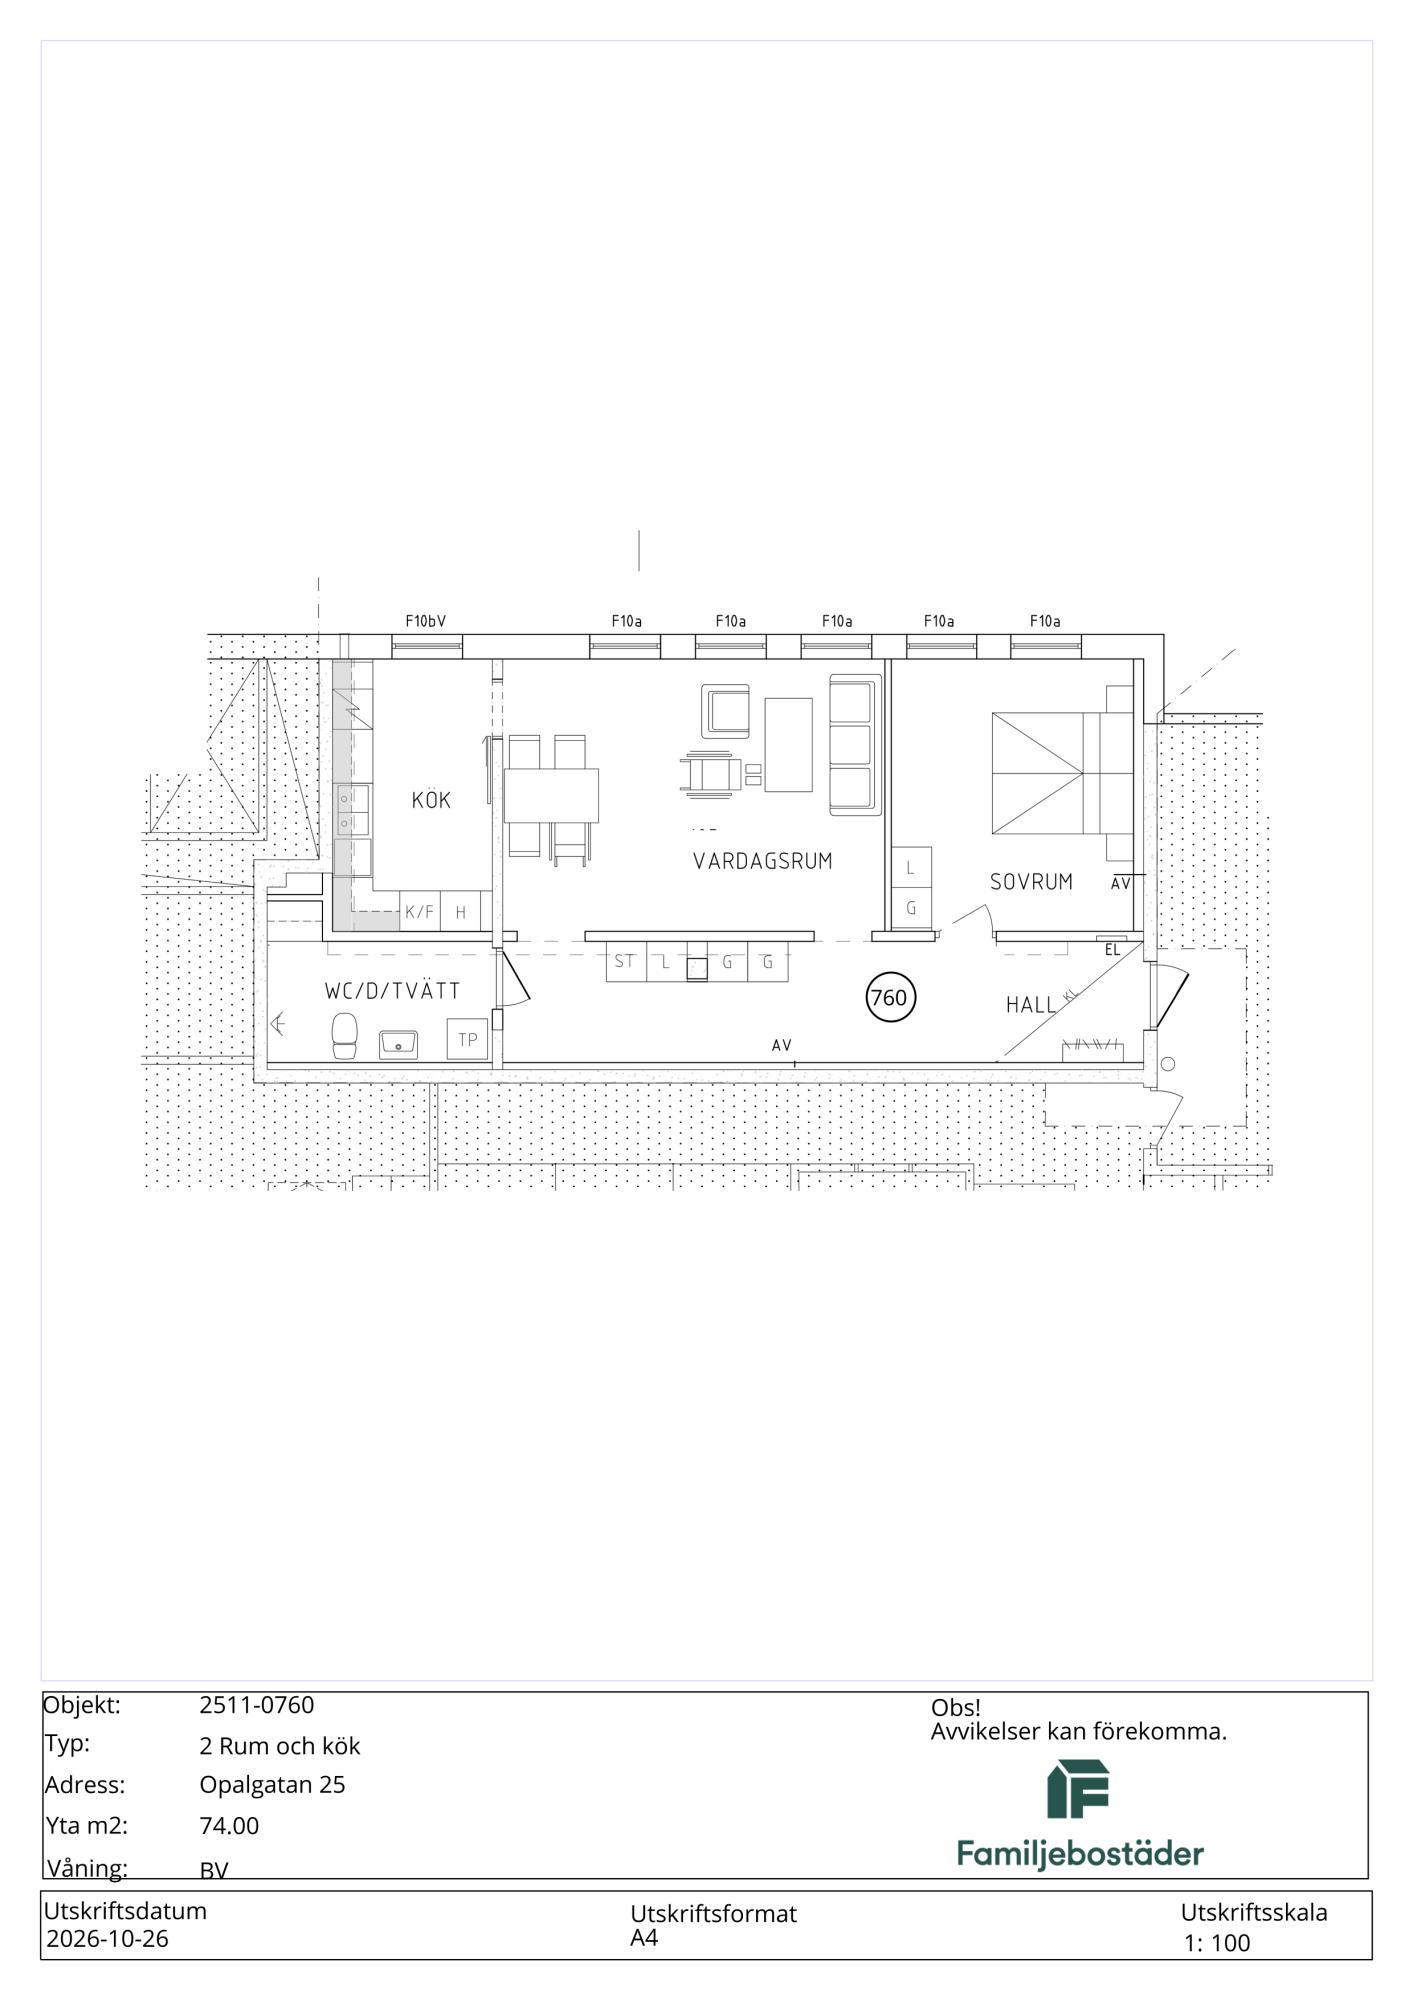 F10bV F10a F10a F10a F10a F10a
KÖK
VARDAGSRUM
L
SOVRUM
AV
G
K/F H
EL
ST L G G
WC/D/TVÄTT
760
HALL
KL
TP
AV
Objekt: 2511-0760
Typ: 2 Rum och kök
Adress: Opalgatan 25
Yta m2: 74.00
Våning: BV
Obs!
Avvikelser kan förekomma.
Familjebostäder
Utskriftsdatum
2026-10-26
Utskriftsformat
A4
Utskriftsskala
1: 100